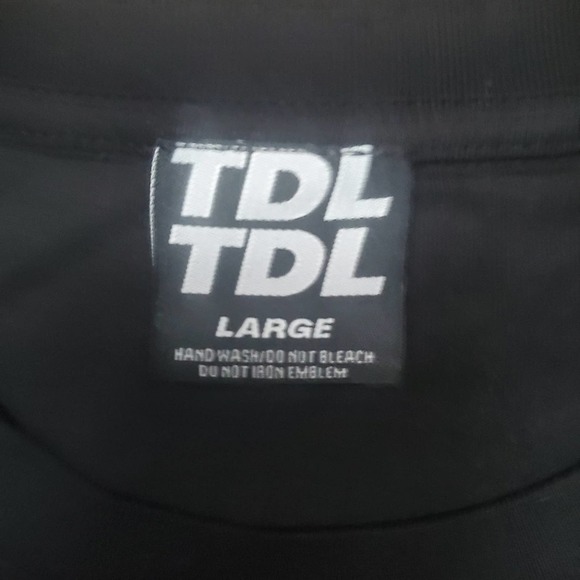 TDL
TDL
LARGE
HAND WASH/DO NOT BLEACH
DO NOT IRON EMBLEM